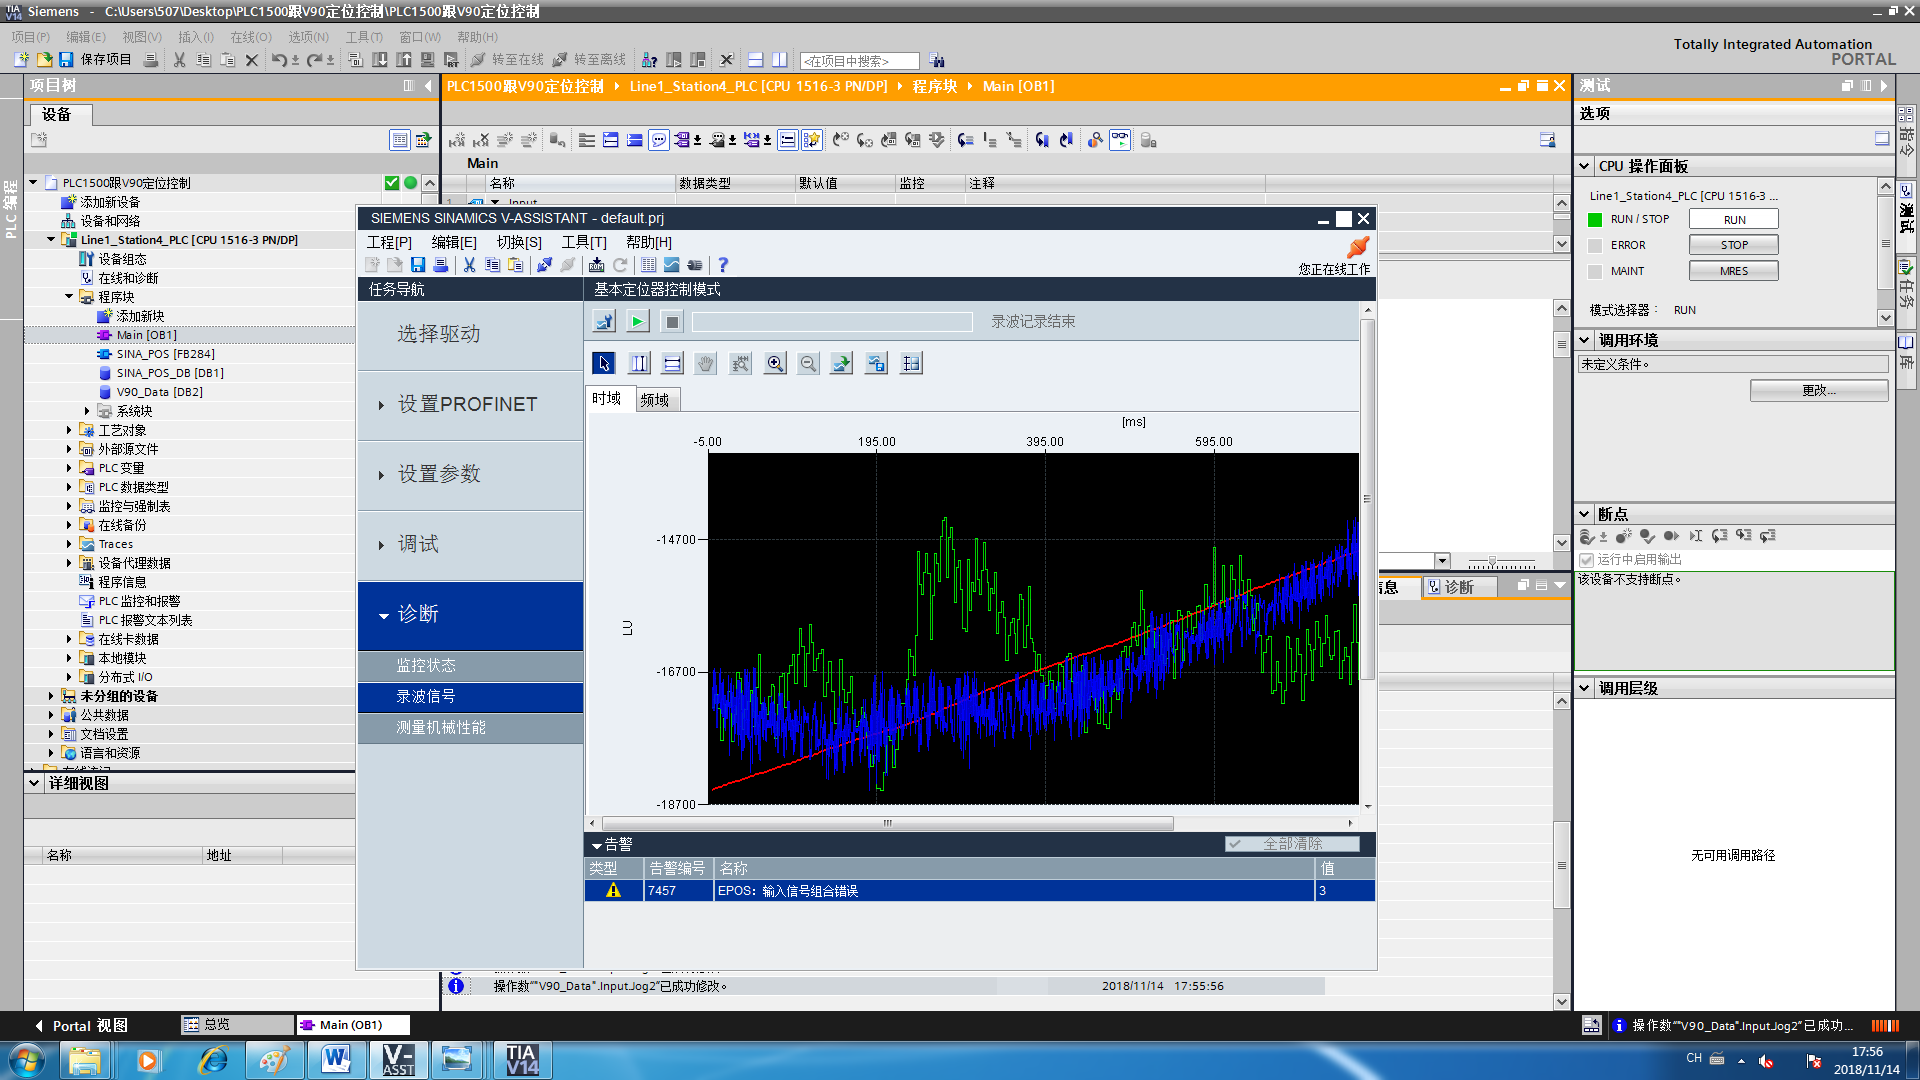 Siemens - C:\Users\507\Desktop\PLC1500跟V90定位控制\PLC1500跟V90定位控制
项目(P) 编辑(E) 视图(V) 插入(I) 在线(O) 选项(N) 工具(T) 窗口(W) 帮助(H)
Totally Integrated Automation
PORTAL
保存项目 转至在线 转至离线 <在项目中搜索>
项目树
PLC1500跟V90定位控制 Line1_Station4_PLC [CPU 1516-3 PN/DP] 程序块 Main [OB1]
测试
设备
选项
PLC 编程
PLC1500跟V90定位控制
添加新设备
设备和网络
Line1_Station4_PLC [CPU 1516-3 PN/DP]
设备组态
在线和诊断
程序块
添加新块
Main [OB1]
SINA_POS [FB284]
SINA_POS_DB [DB1]
V90_Data [DB2]
系统块
工艺对象
外部源文件
PLC 变量
PLC 数据类型
监控与强制表
在线备份
Traces
设备代理数据
程序信息
PLC 监控和报警
PLC 报警文本列表
在线卡数据
本地模块
分布式 I/O
未分组的设备
公共数据
文档设置
语言和资源
详细视图
名称 地址
Main
名称 数据类型 默认值 监控 注释
1 Input
SIEMENS SINAMICS V-ASSISTANT - default.prj
工程[P] 编辑[E] 切换[S] 工具[T] 帮助[H]
您正在线工作
任务导航
选择驱动
设置PROFINET
设置参数
调试
诊断
监控状态
录波信号
测量机械性能
基本定位器控制模式
录波记录结束
时域 频域
[ms]
-5.00 195.00 395.00 595.00
-14700
-16700
-18700
LU
告警
全部清除
类型 告警编号 名称 值
7457 EPOS：输入信号组合错误 3
信息 诊断
操作数“"V90_Data".Input.Jog2”已成功修改。 2018/11/14 17:55:56
CPU 操作面板
Line1_Station4_PLC [CPU 1516-3 ...
RUN / STOP RUN
ERROR STOP
MAINT MRES
模式选择器： RUN
调用环境
未定义条件。
更改...
断点
运行中启用输出
该设备不支持断点。
调用层级
无可用调用路径
指令
测试
任务
库
Portal 视图 总览 Main (OB1)
操作数“"V90_Data".Input.Jog2”已成功...
V-ASST
TIA V14
CH
17:56
2018/11/14